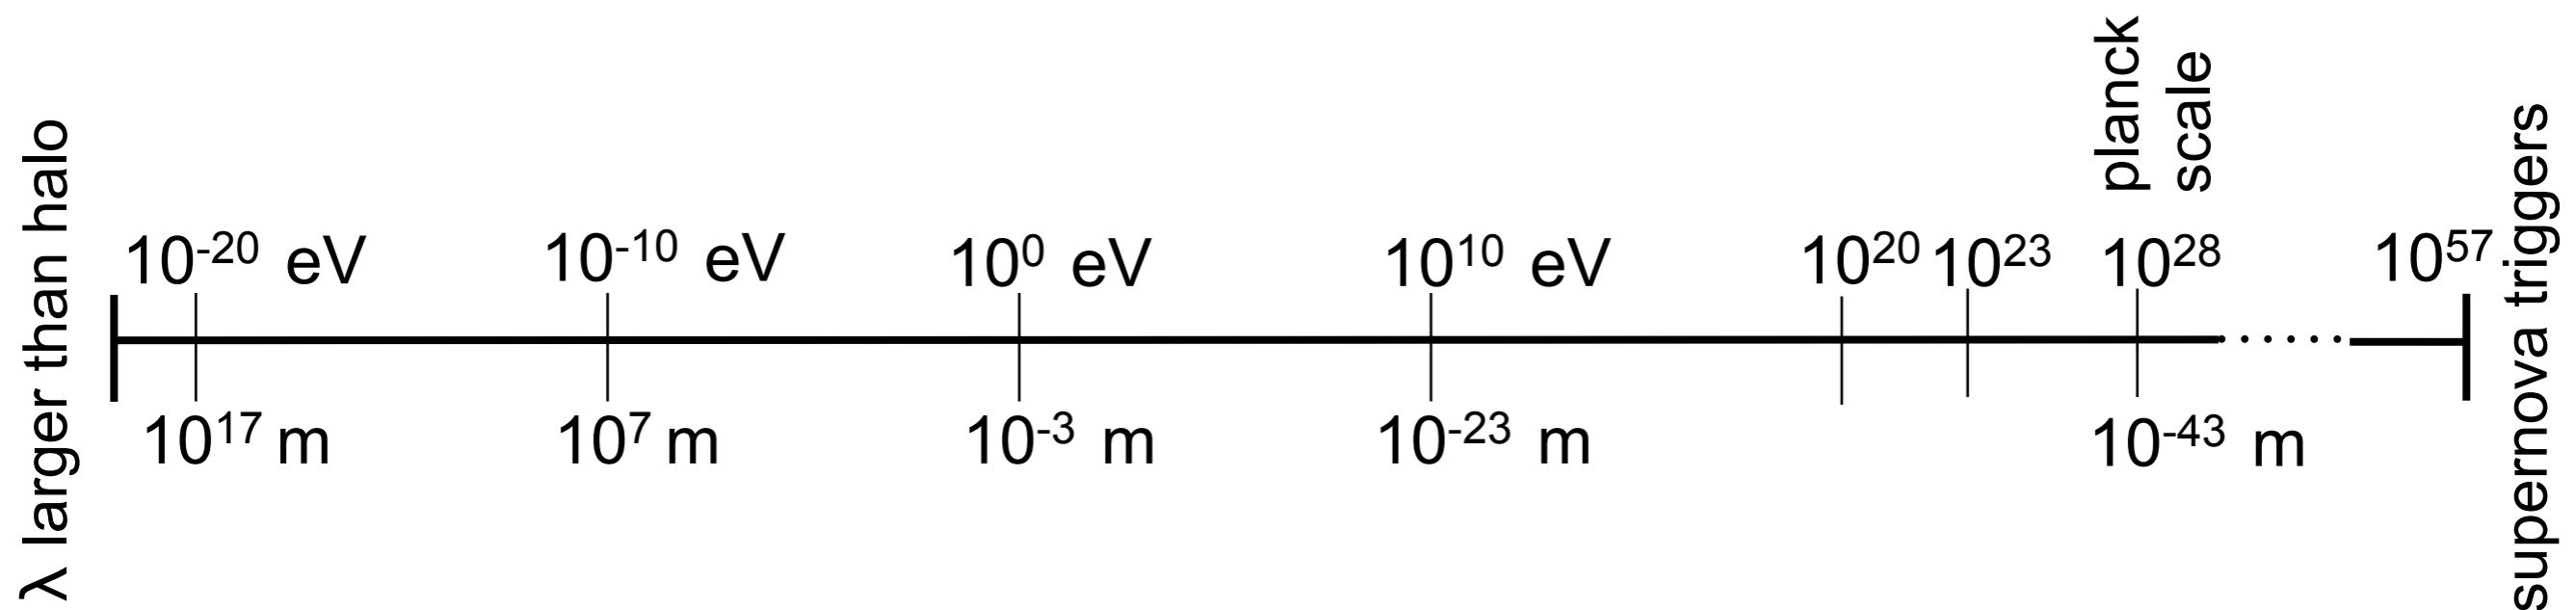 λ larger than halo
planck
scale
10⁻²⁰ eV
10⁻¹⁰ eV
10⁰ eV
10¹⁰ eV
10²⁰
10²³
10²⁸
10⁵⁷
10¹⁷ m
10⁷ m
10⁻³ m
10⁻²³ m
10⁻⁴³ m
supernova triggers